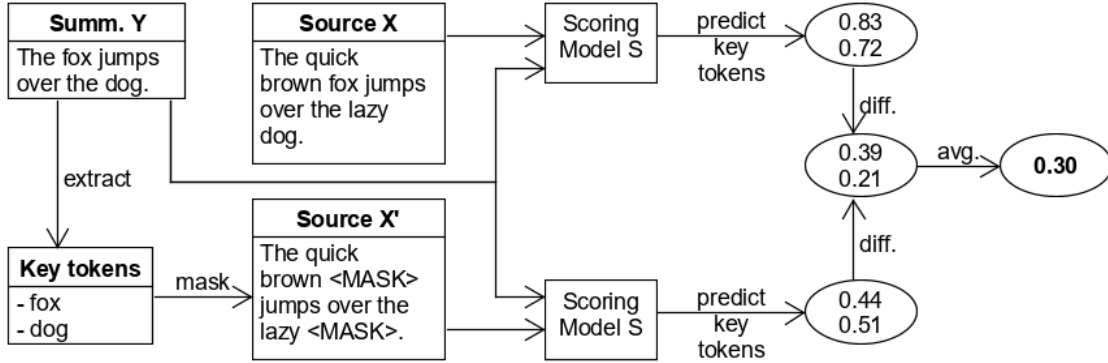 Summ. Y
The fox jumps
over the dog.
Source X
The quick
brown fox jumps
over the lazy
dog.
Scoring
Model S
predict
key
tokens
0.83
0.72
diff.
extract
0.39
0.21
avg.
0.30
Key tokens
- fox
- dog
mask
Source X'
The quick
brown <MASK>
jumps over the
lazy <MASK>.
Scoring
Model S
predict
key
tokens
diff.
0.44
0.51